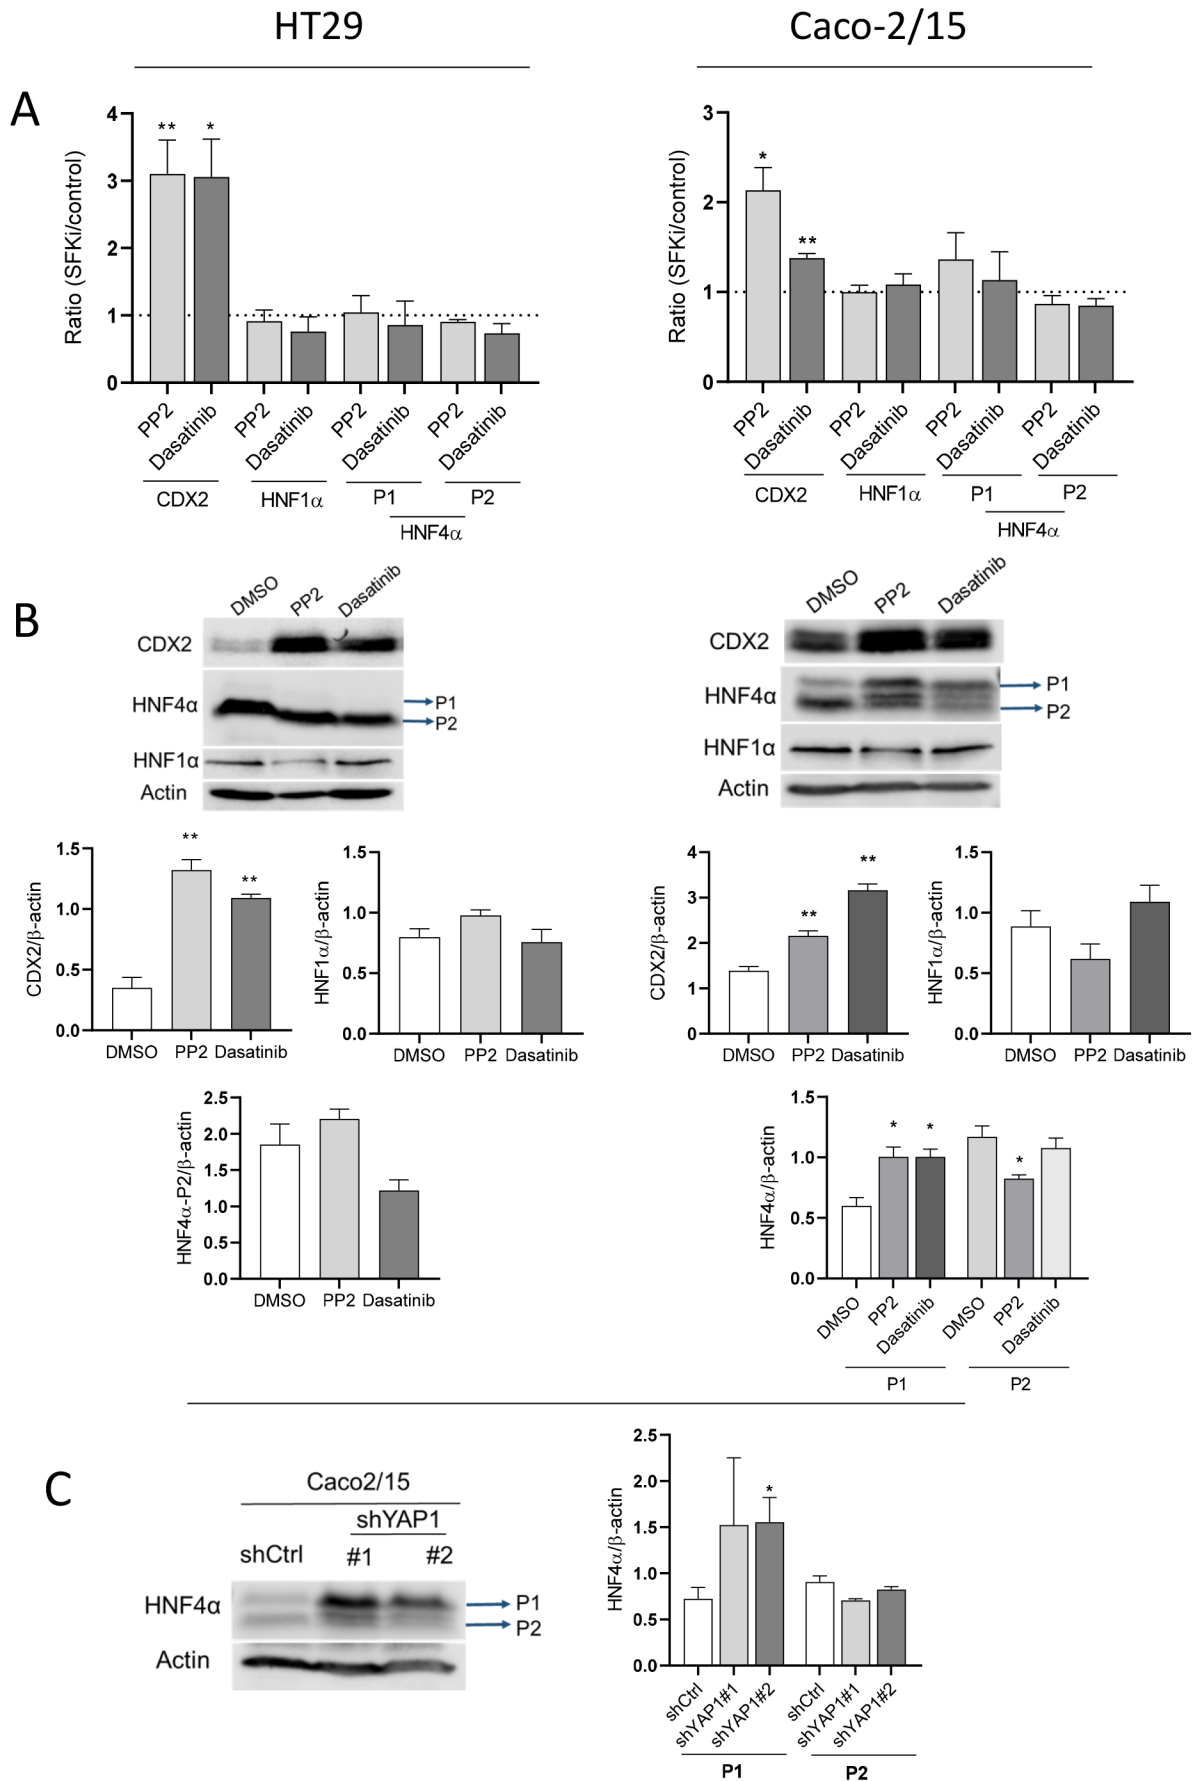 HT29
Caco-2/15
A
Ratio (SFKi/control)
4
3
2
1
0
** *
PP2
Dasatinib
PP2
Dasatinib
PP2
Dasatinib
PP2
Dasatinib
CDX2
HNF1α
P1
P2
HNF4α
Ratio (SFKi/control)
3
2
1
0
* **
PP2
Dasatinib
PP2
Dasatinib
PP2
Dasatinib
PP2
Dasatinib
CDX2
HNF1α
P1
P2
HNF4α
B
DMSO
PP2
Dasatinib
CDX2
HNF4α
P1
P2
HNF1α
Actin
DMSO
PP2
Dasatinib
CDX2
HNF4α
P1
P2
HNF1α
Actin
CDX2/β-actin
1.5
1.0
0.5
0.0
** **
DMSO PP2 Dasatinib
HNF1α/β-actin
1.5
1.0
0.5
0.0
DMSO PP2 Dasatinib
CDX2/β-actin
4
3
2
1
0
** **
DMSO PP2 Dasatinib
HNF1α/β-actin
1.5
1.0
0.5
0.0
DMSO PP2 Dasatinib
HNF4α-P2/β-actin
2.5
2.0
1.5
1.0
0.5
0.0
DMSO PP2 Dasatinib
HNF4α/β-actin
1.5
1.0
0.5
0.0
* * *
DMSO
PP2
Dasatinib
DMSO
PP2
Dasatinib
P1
P2
C
Caco2/15
shYAP1
shCtrl #1 #2
HNF4α
P1
P2
Actin
HNF4α/β-actin
2.5
2.0
1.5
1.0
0.5
0.0
*
shCtrl
shYAP1#1
shYAP1#2
shCtrl
shYAP1#1
shYAP1#2
P1
P2